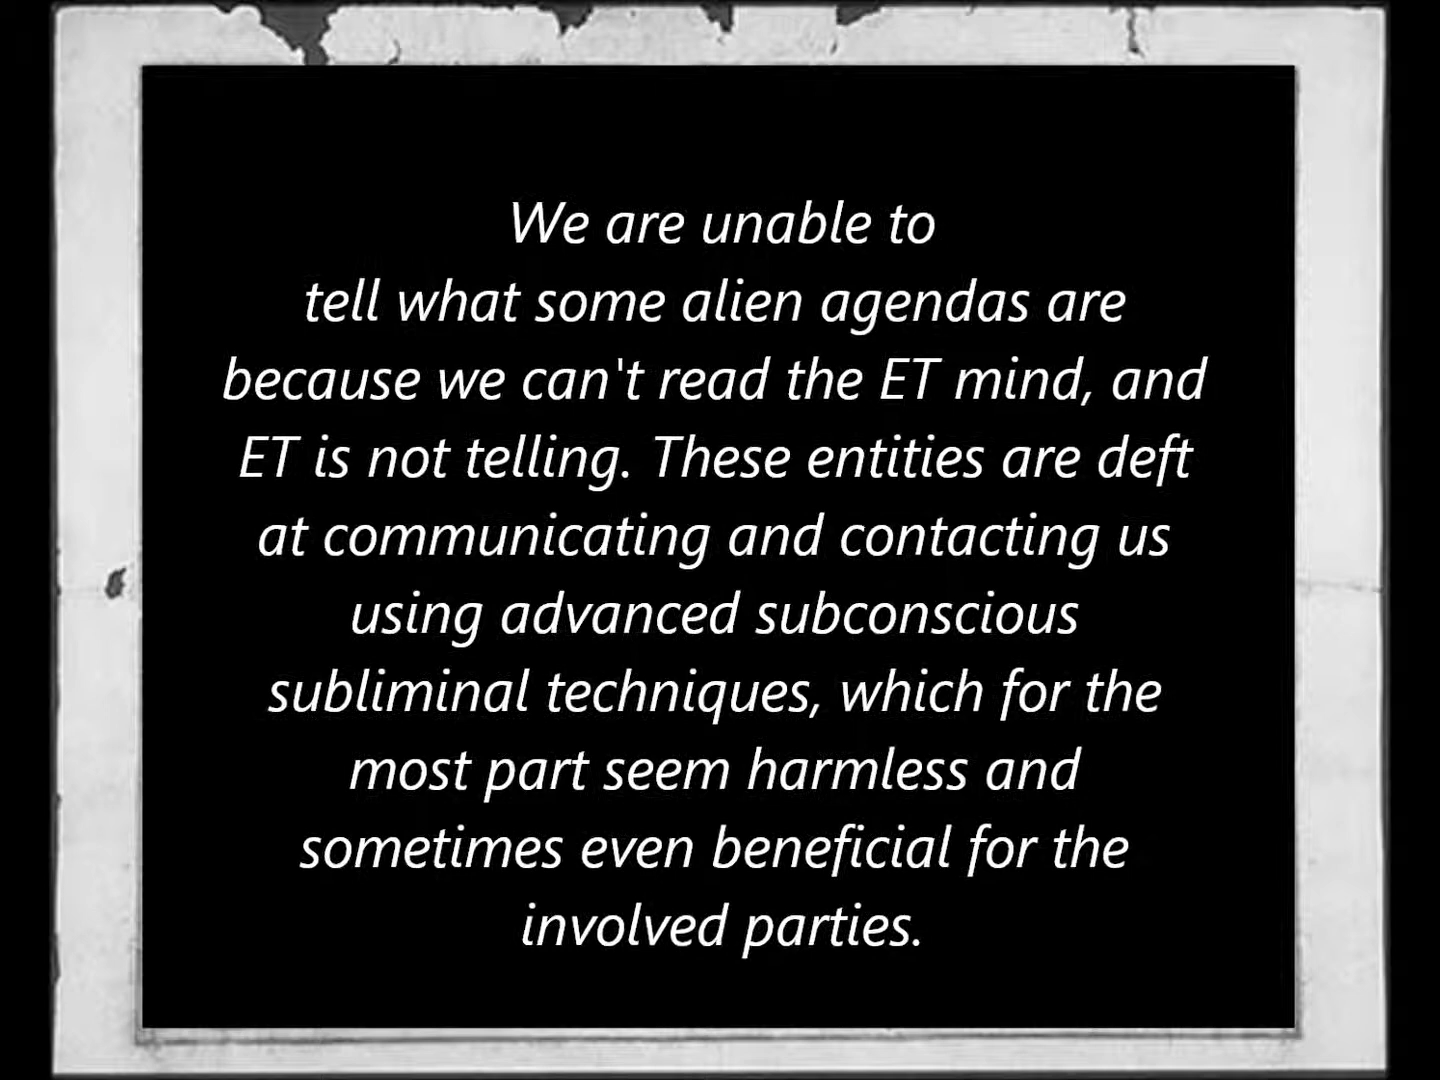 We are unable to
tell what some alien agendas are
because we can't read the ET mind, and
ET is not telling. These entities are deft
at communicating and contacting us
using advanced subconscious
subliminal techniques, which for the
most part seem harmless and
sometimes even beneficial for the
involved parties.